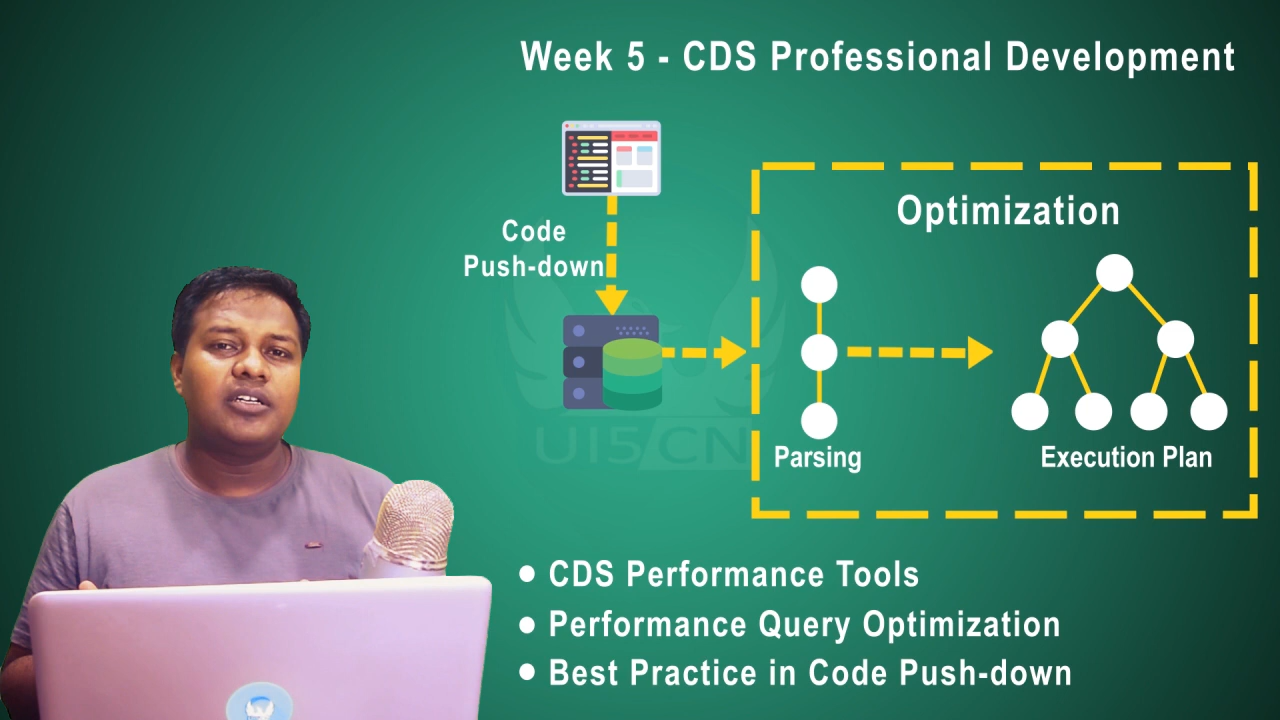 Week 5 - CDS Professional Development
Code
Push-down
Optimization
UI5CN
Parsing
Execution Plan
• CDS Performance Tools
• Performance Query Optimization
• Best Practice in Code Push-down